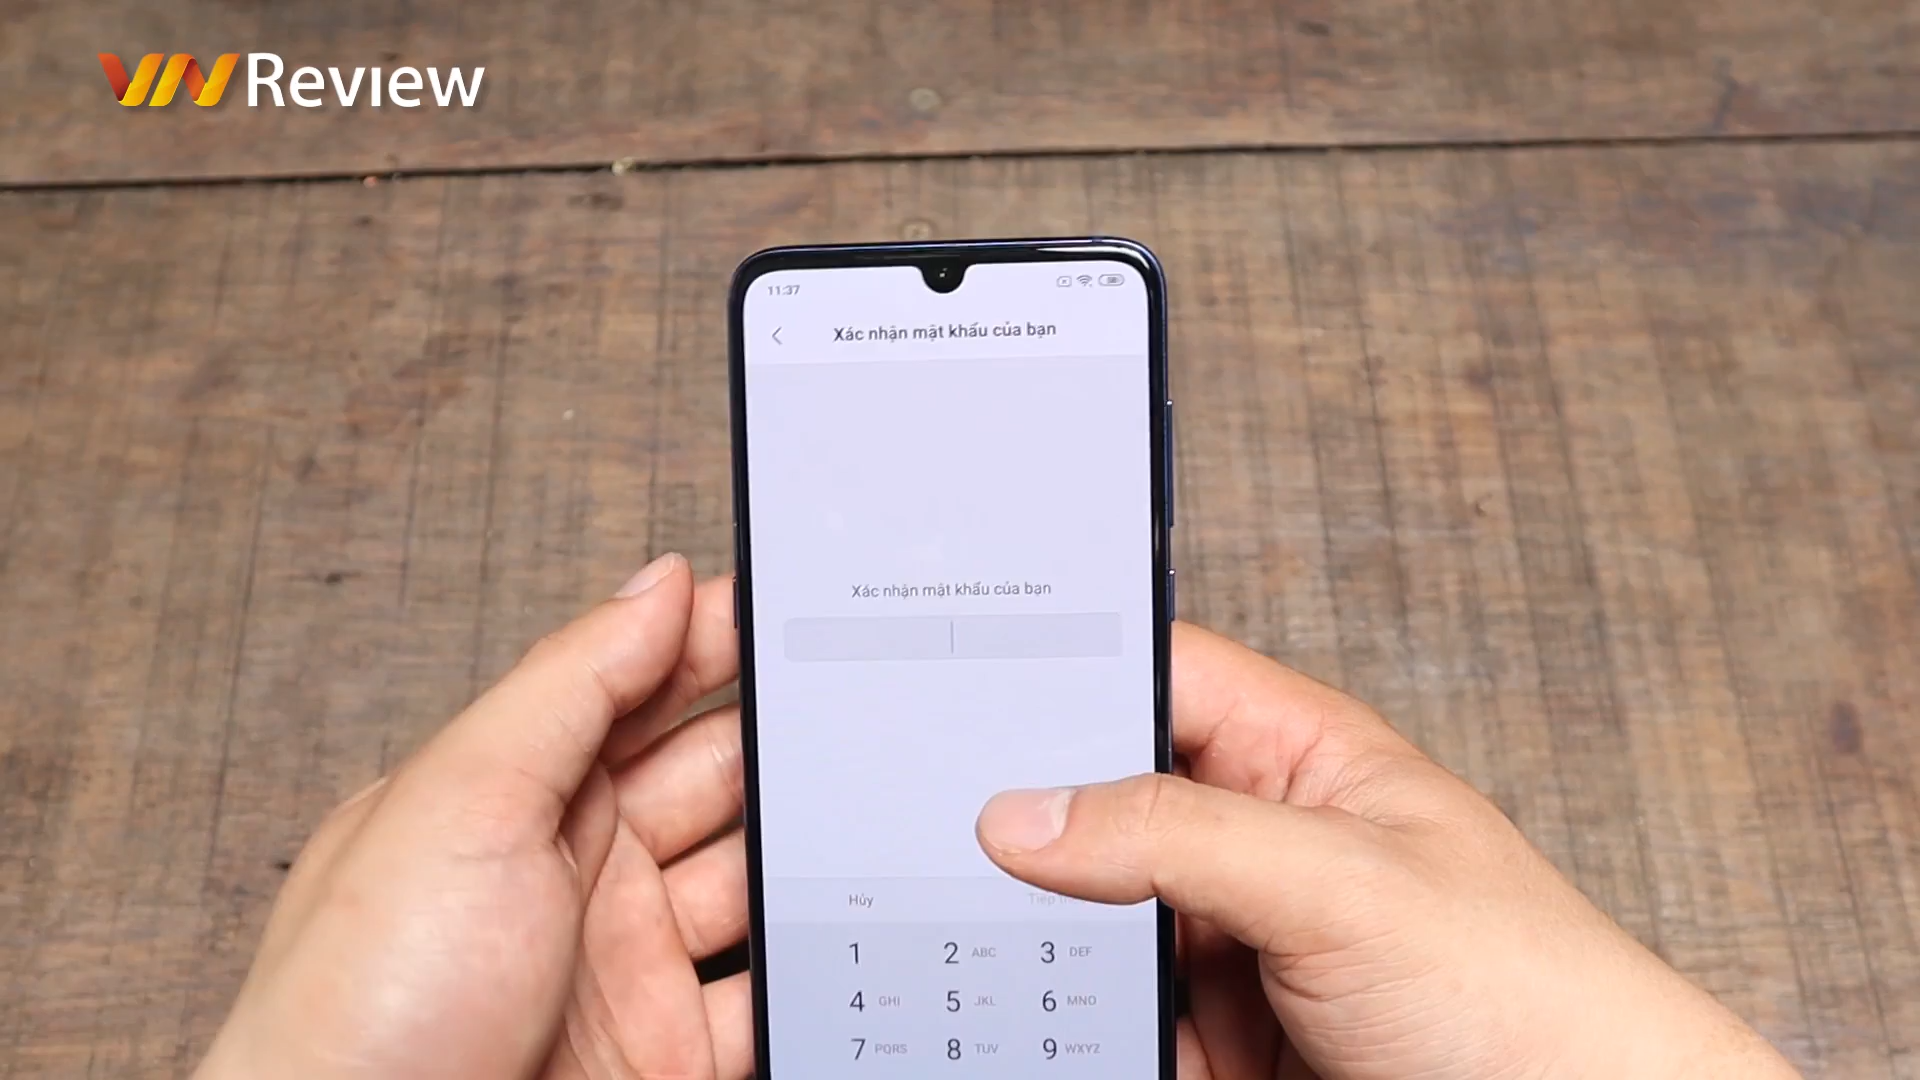 VN Review
11:37
Xác nhận mật khẩu của bạn
Xác nhận mật khẩu của bạn
Hủy Tiếp
1 2 ABC 3 DEF
4 GHI 5 JKL 6 MNO
7 PQRS 8 TUV 9 WXYZ